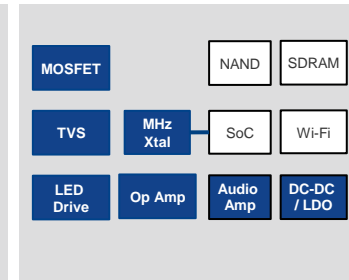 MOSFET
NAND
SDRAM
TVS
MHz
Xtal
SoC
Wi-Fi
LED
Drive
Op Amp
Audio
Amp
DC-DC
/ LDO